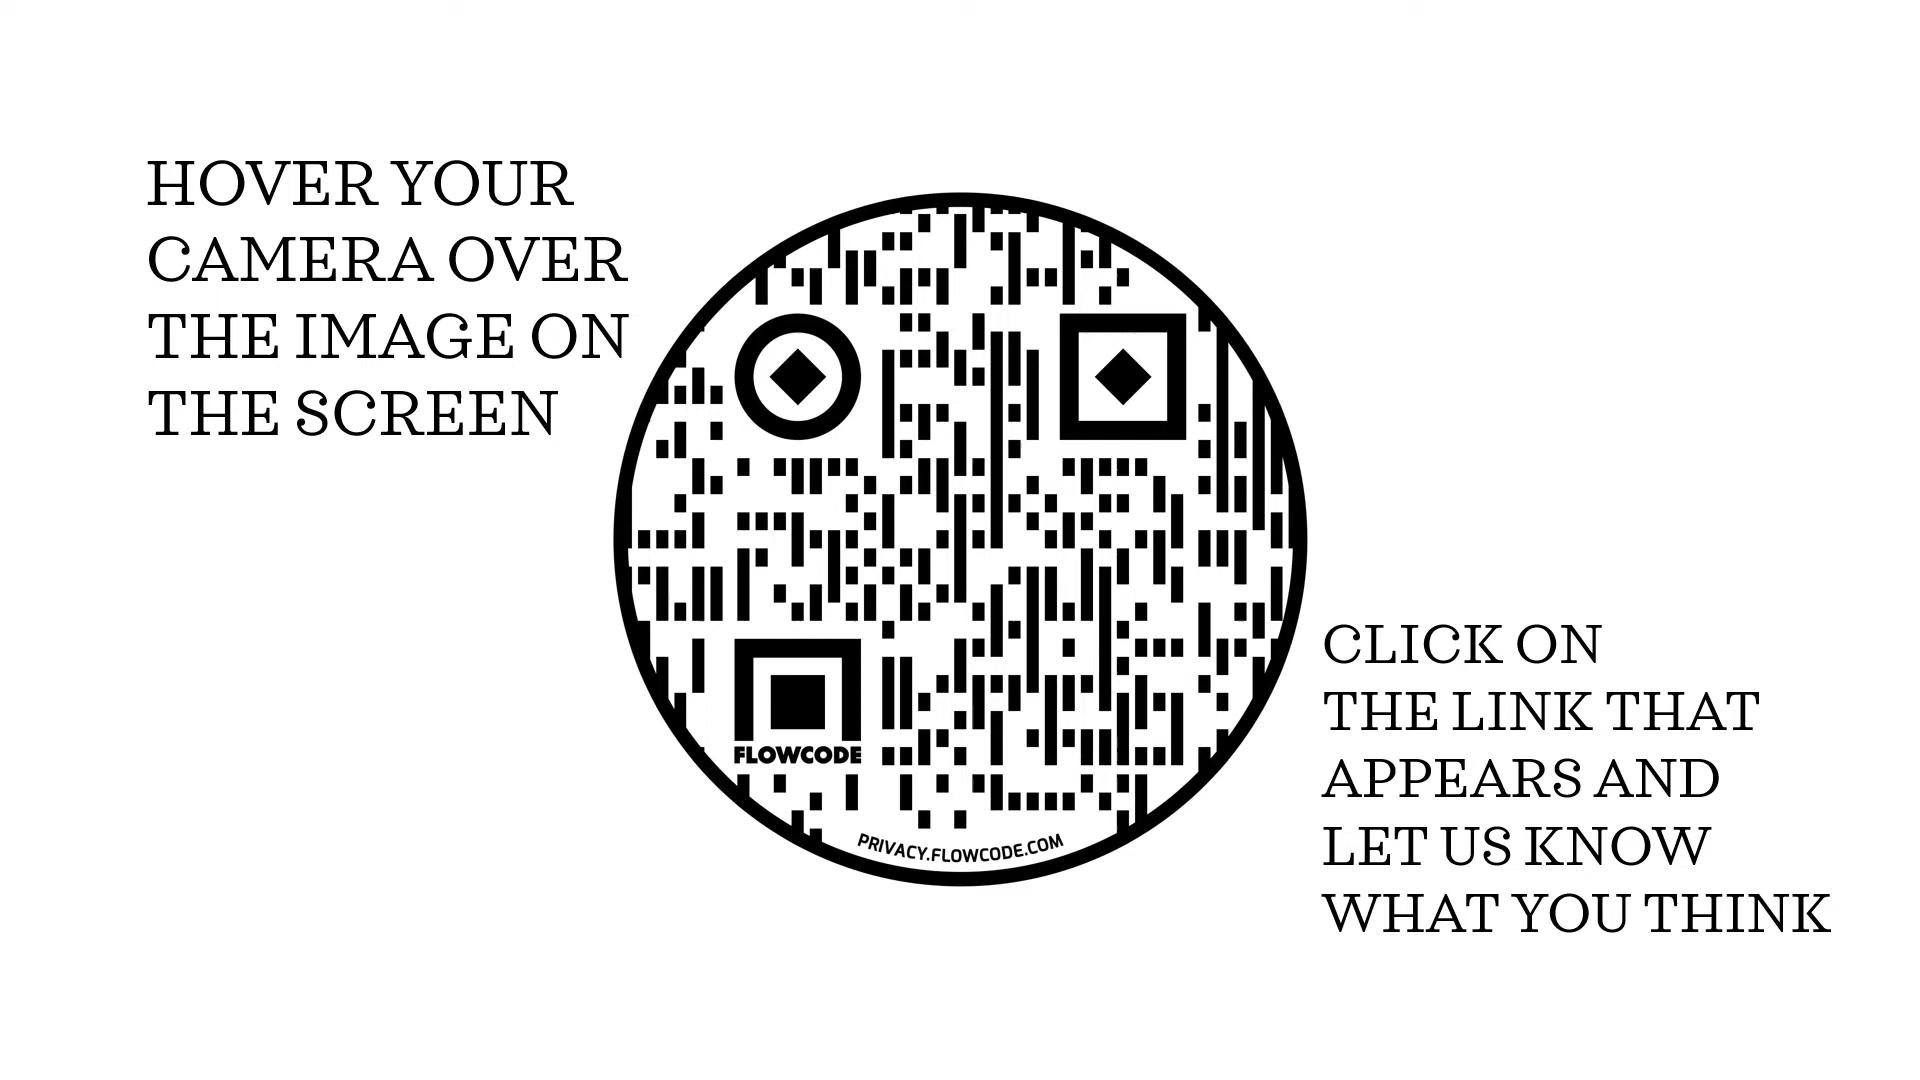 HOVER YOUR
CAMERA OVER
THE IMAGE ON
THE SCREEN
FLOWCODE
PRIVACY.FLOWCODE.COM
CLICK ON
THE LINK THAT
APPEARS AND
LET US KNOW
WHAT YOU THINK